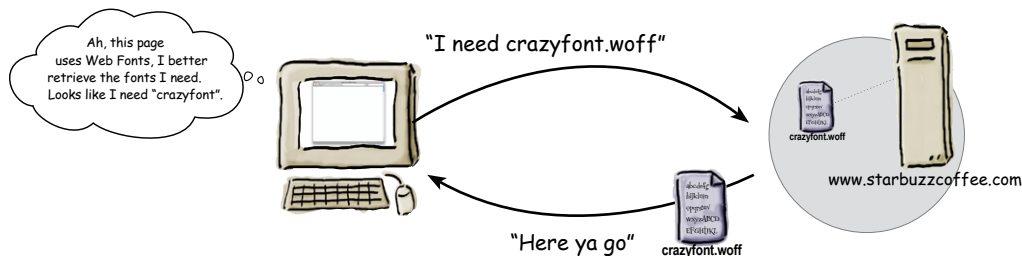 Ah, this page
uses Web Fonts, I better
retrieve the fonts I need.
Looks like I need “crazyfont”.
“I need crazyfont.woff”
crazyfont.woff
www.starbuzzcoffee.com
“Here ya go”
crazyfont.woff